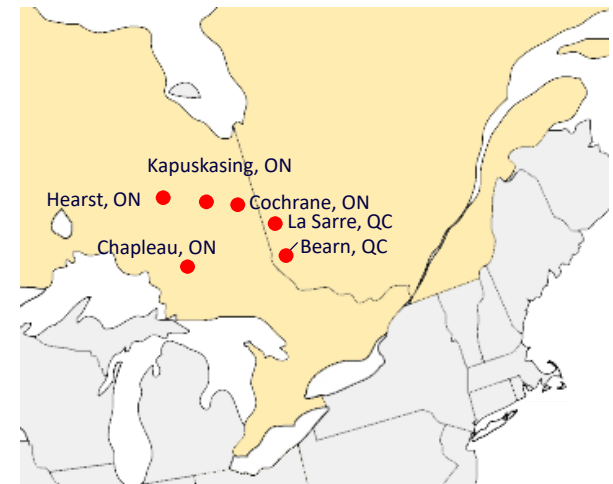 Kapuskasing, ON
Hearst, ON
Cochrane, ON
La Sarre, QC
Chapleau, ON
Bearn, QC